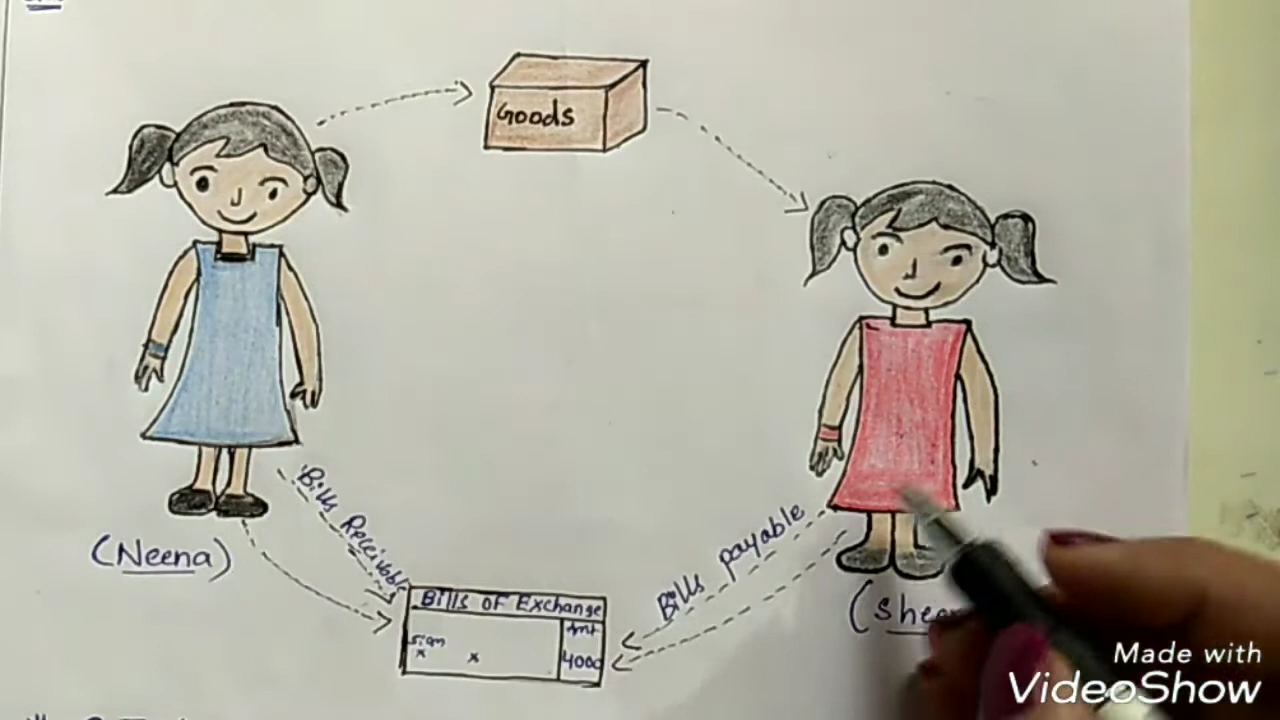 Goods
Bills Receivable
Bills payable
(Neena)
Bills OF Exchange
Amt
sign
x x
4000
Made with
VideoShow